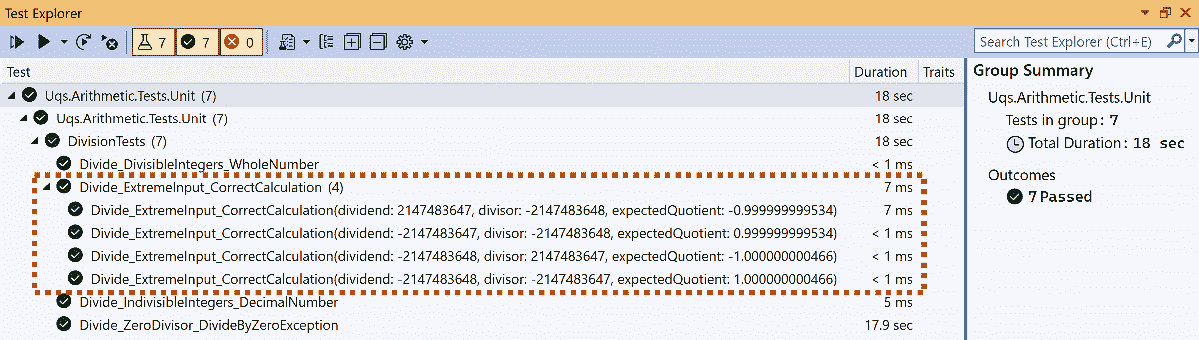 Test Explorer
7 7 0
Search Test Explorer (Ctrl+E)
Test Duration Traits
Uqs.Arithmetic.Tests.Unit (7) 18 sec
Uqs.Arithmetic.Tests.Unit (7) 18 sec
DivisionTests (7) 18 sec
Divide_DivisibleIntegers_WholeNumber < 1 ms
Divide_ExtremeInput_CorrectCalculation (4) 7 ms
Divide_ExtremeInput_CorrectCalculation(dividend: 2147483647, divisor: -2147483648, expectedQuotient: -0.999999999534) 7 ms
Divide_ExtremeInput_CorrectCalculation(dividend: -2147483647, divisor: -2147483648, expectedQuotient: 0.999999999534) < 1 ms
Divide_ExtremeInput_CorrectCalculation(dividend: -2147483648, divisor: 2147483647, expectedQuotient: -1.000000000466) < 1 ms
Divide_ExtremeInput_CorrectCalculation(dividend: -2147483648, divisor: -2147483647, expectedQuotient: 1.000000000466) < 1 ms
Divide_IndivisibleIntegers_DecimalNumber 5 ms
Divide_ZeroDivisor_DivideByZeroException 17.9 sec
Group Summary
Uqs.Arithmetic.Tests.Unit
Tests in group: 7
Total Duration: 18 sec
Outcomes
7 Passed